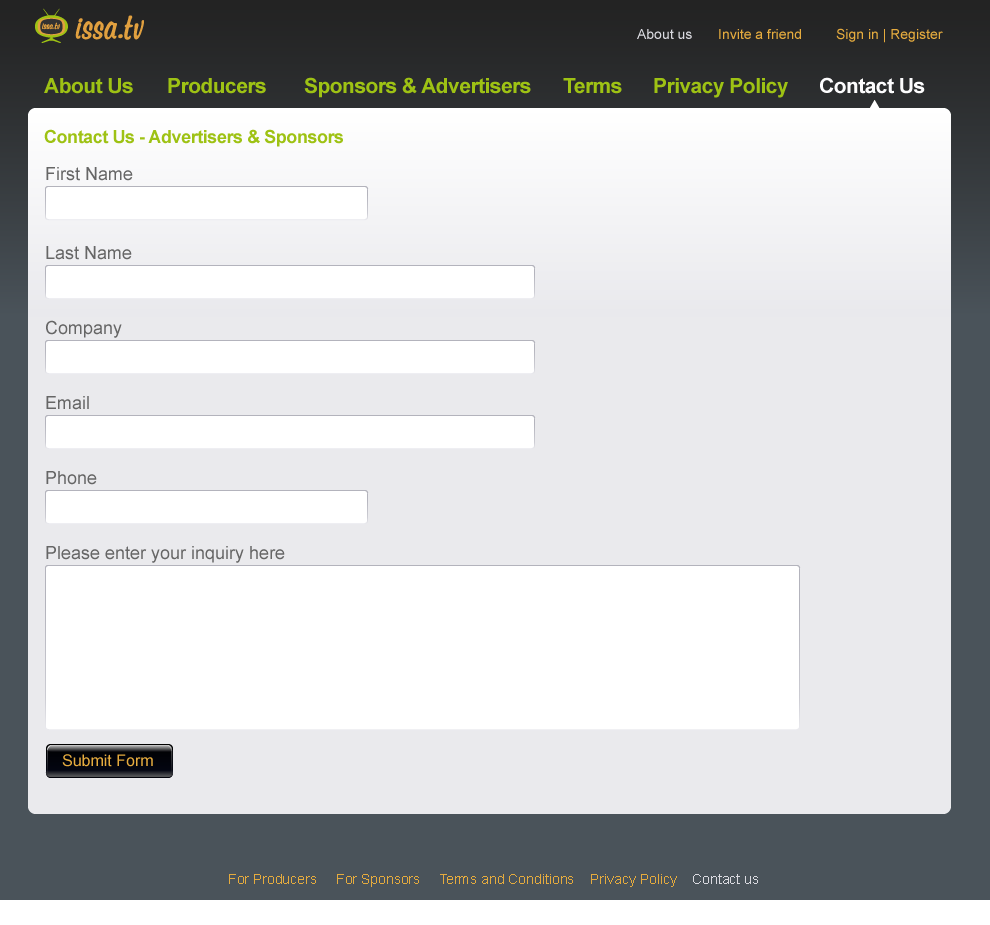 issa.tv issa.tv
About us Invite a friend Sign in | Register
About Us Producers Sponsors & Advertisers Terms Privacy Policy Contact Us
Contact Us - Advertisers & Sponsors
First Name
Last Name
Company
Email
Phone
Please enter your inquiry here
Submit Form
For Producers For Sponsors Terms and Conditions Privacy Policy Contact us